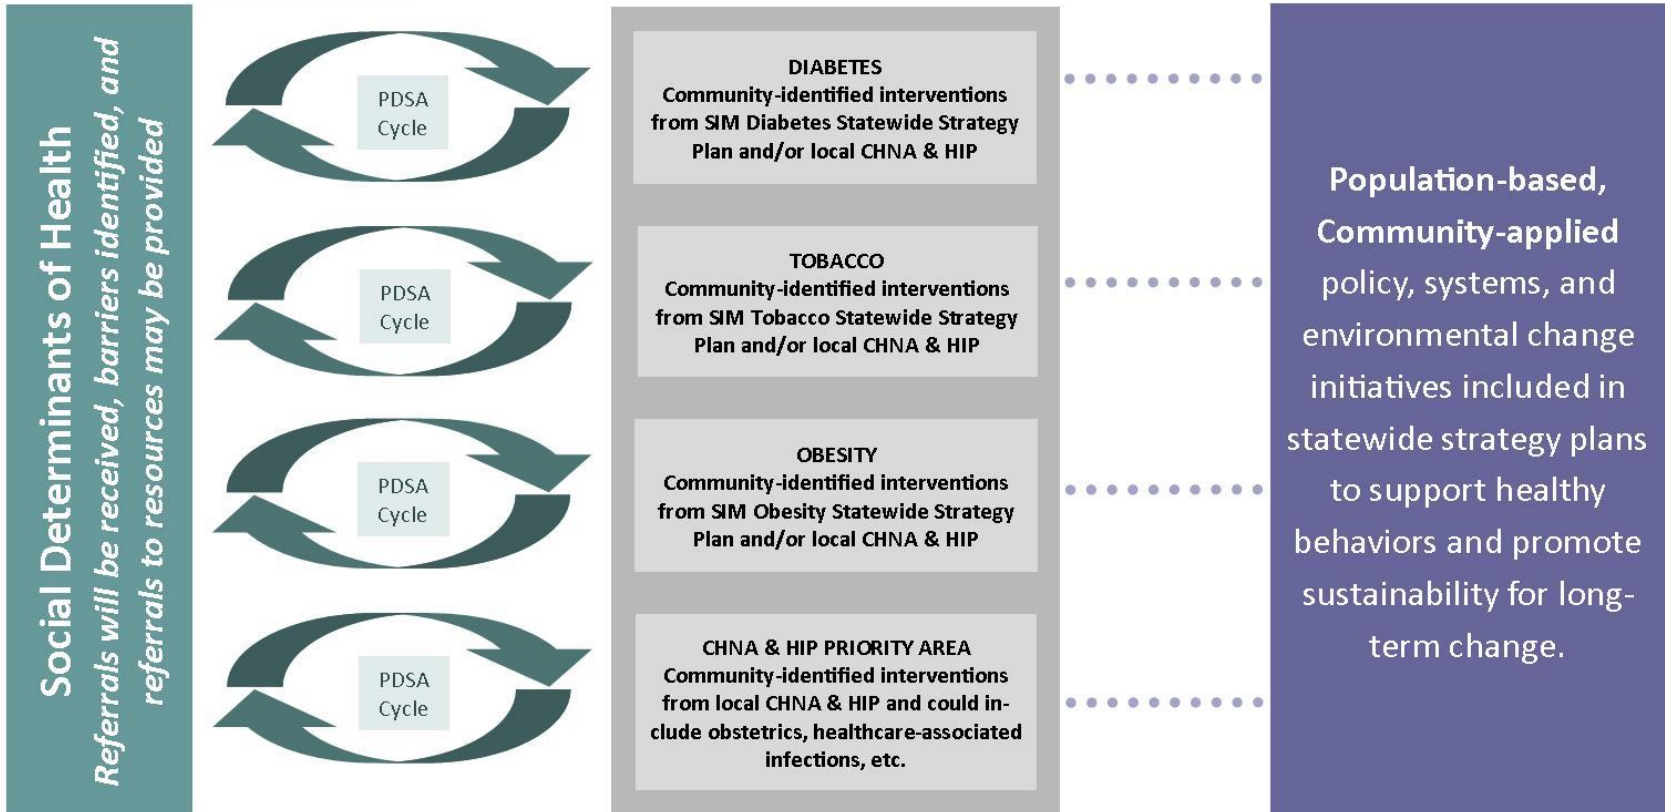 Social Determinants of Health
Referrals will be received, barriers identified, and
referrals to resources may be provided
PDSA
Cycle
DIABETES
Community-identified interventions
from SIM Diabetes Statewide Strategy
Plan and/or local CHNA & HIP
PDSA
Cycle
TOBACCO
Community-identified interventions
from SIM Tobacco Statewide Strategy
Plan and/or local CHNA & HIP
PDSA
Cycle
OBESITY
Community-identified interventions
from SIM Obesity Statewide Strategy
Plan and/or local CHNA & HIP
PDSA
Cycle
CHNA & HIP PRIORITY AREA
Community-identified interventions
from local CHNA & HIP and could in-
clude obstetrics, healthcare-associated
infections, etc.
Population-based,
Community-applied
policy, systems, and
environmental change
initiatives included in
statewide strategy plans
to support healthy
behaviors and promote
sustainability for long-
term change.